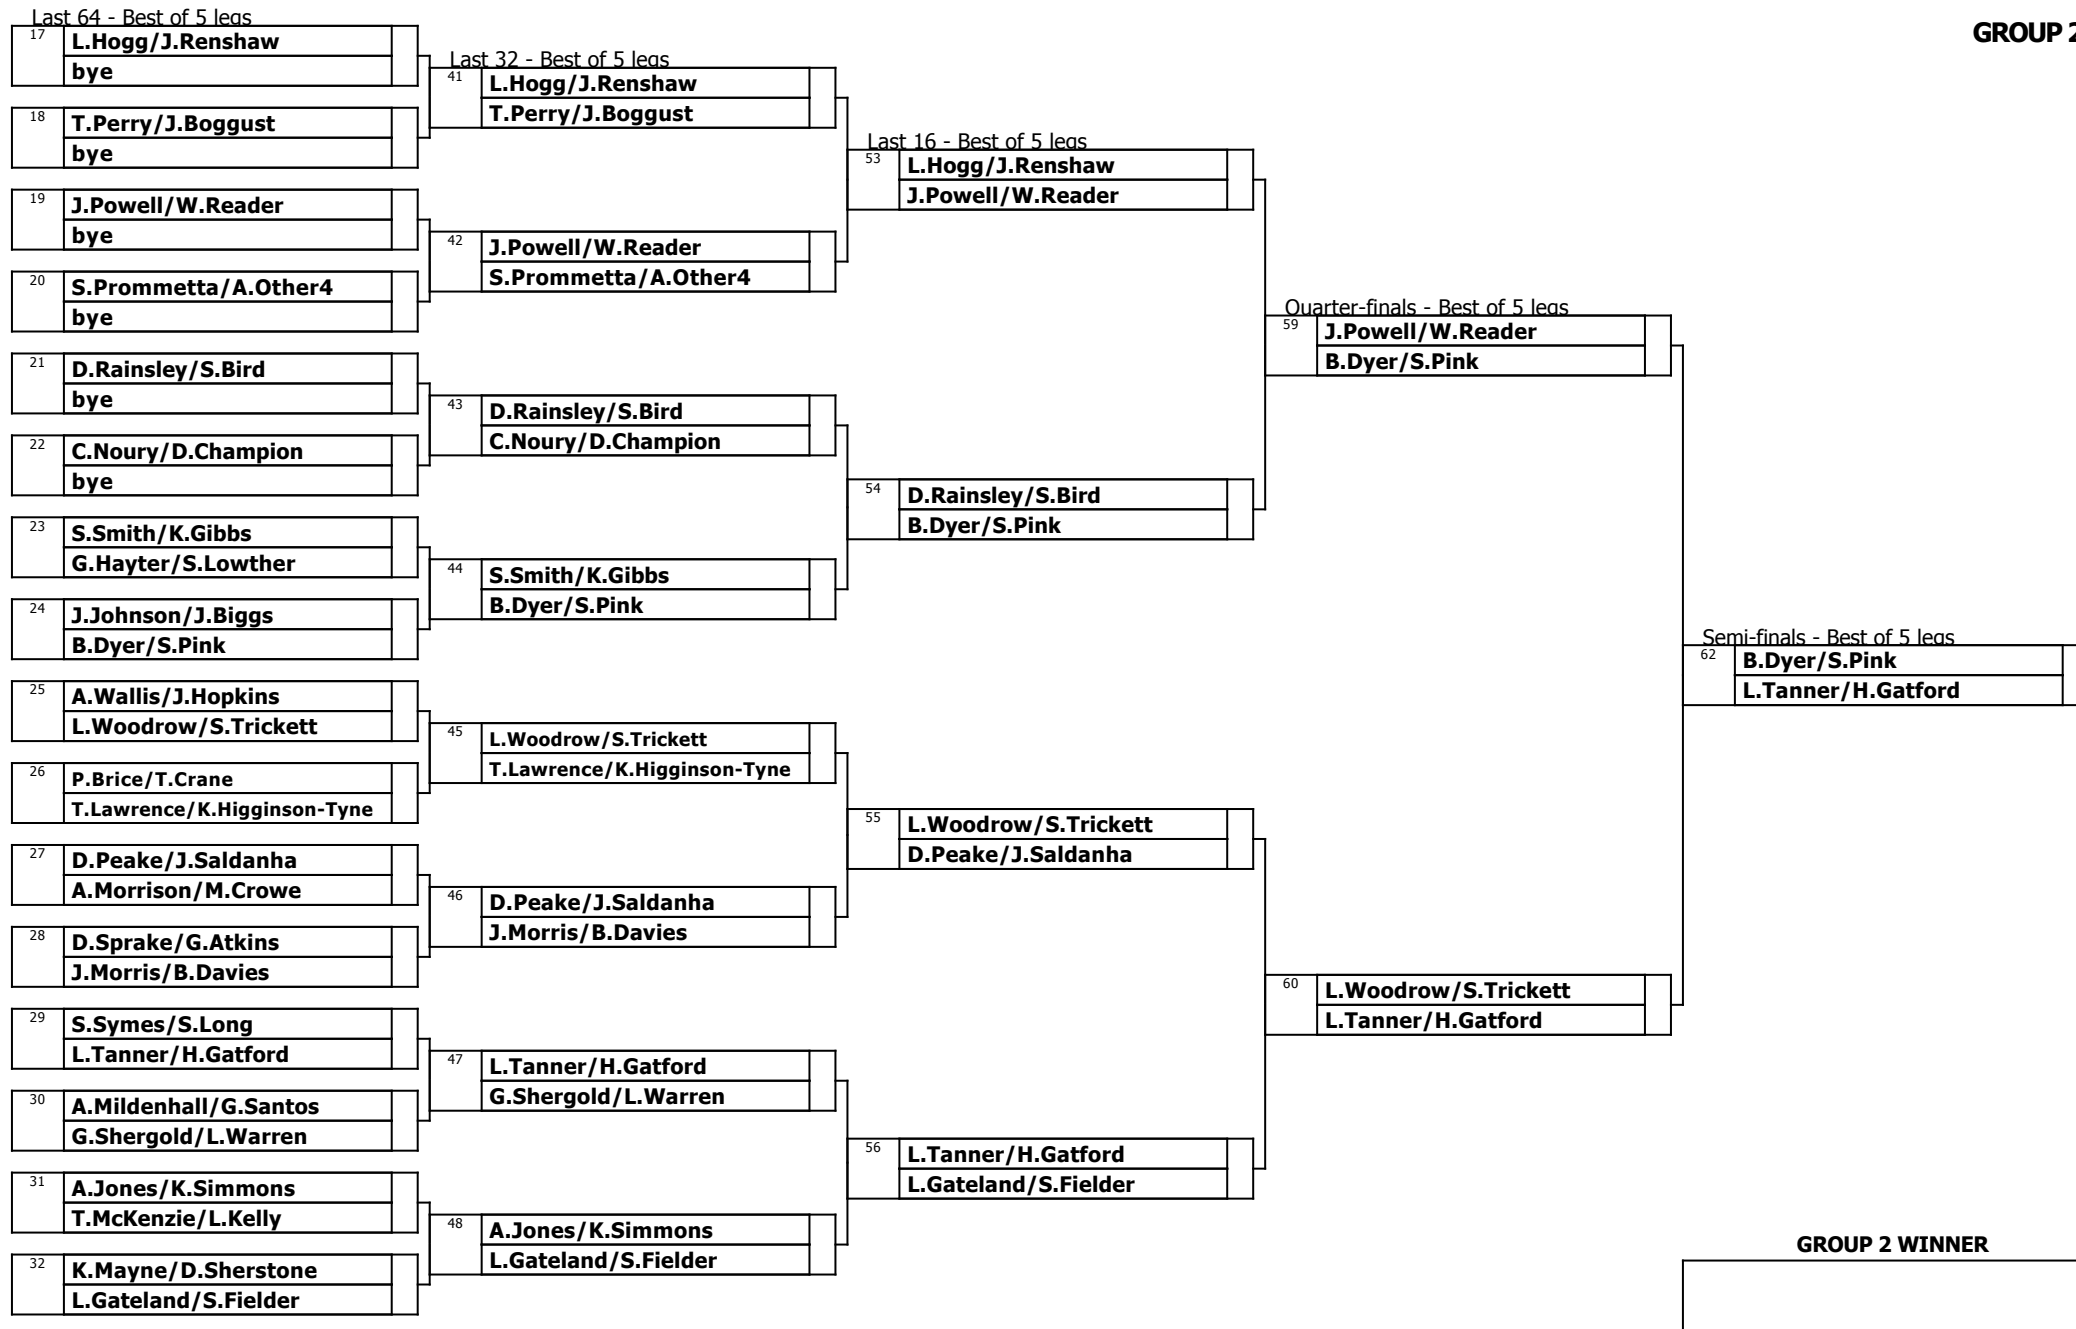 Last 64 - Best of 5 legs
GROUP 2
17
L.Hogg/J.Renshaw
bye
18
T.Perry/J.Boggust
bye
19
J.Powell/W.Reader
bye
20
S.Prommetta/A.Other4
bye
21
D.Rainsley/S.Bird
bye
22
C.Noury/D.Champion
bye
23
S.Smith/K.Gibbs
G.Hayter/S.Lowther
24
J.Johnson/J.Biggs
B.Dyer/S.Pink
25
A.Wallis/J.Hopkins
L.Woodrow/S.Trickett
26
P.Brice/T.Crane
T.Lawrence/K.Higginson-Tyne
27
D.Peake/J.Saldanha
A.Morrison/M.Crowe
28
D.Sprake/G.Atkins
J.Morris/B.Davies
29
S.Symes/S.Long
L.Tanner/H.Gatford
30
A.Mildenhall/G.Santos
G.Shergold/L.Warren
31
A.Jones/K.Simmons
T.McKenzie/L.Kelly
32
K.Mayne/D.Sherstone
L.Gateland/S.Fielder
Last 32 - Best of 5 legs
41
L.Hogg/J.Renshaw
T.Perry/J.Boggust
42
J.Powell/W.Reader
S.Prommetta/A.Other4
43
D.Rainsley/S.Bird
C.Noury/D.Champion
44
S.Smith/K.Gibbs
B.Dyer/S.Pink
45
L.Woodrow/S.Trickett
T.Lawrence/K.Higginson-Tyne
46
D.Peake/J.Saldanha
J.Morris/B.Davies
47
L.Tanner/H.Gatford
G.Shergold/L.Warren
48
A.Jones/K.Simmons
L.Gateland/S.Fielder
Last 16 - Best of 5 legs
53
L.Hogg/J.Renshaw
J.Powell/W.Reader
54
D.Rainsley/S.Bird
B.Dyer/S.Pink
55
L.Woodrow/S.Trickett
D.Peake/J.Saldanha
56
L.Tanner/H.Gatford
L.Gateland/S.Fielder
Quarter-finals - Best of 5 legs
59
J.Powell/W.Reader
B.Dyer/S.Pink
60
L.Woodrow/S.Trickett
L.Tanner/H.Gatford
Semi-finals - Best of 5 legs
62
B.Dyer/S.Pink
L.Tanner/H.Gatford
GROUP 2 WINNER